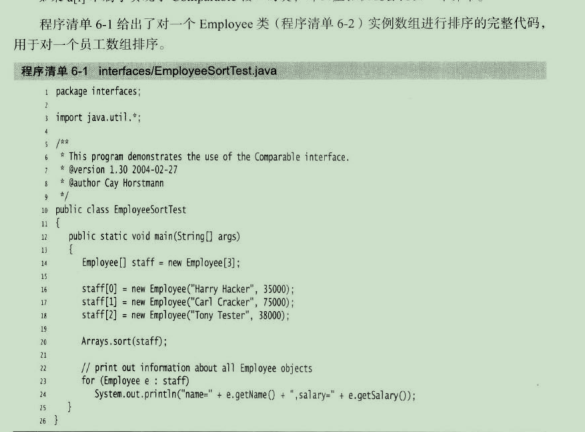 程序清单 6-1 给出了对一个 Employee 类（程序清单 6-2）实例数组进行排序的完整代码，
用于对一个员工数组排序。
程序清单 6-1 interfaces/EmployeeSortTest.java
1 package interfaces;
2
3 import java.util.*;
4
5 /**
6  * This program demonstrates the use of the Comparable interface.
7  * @version 1.30 2004-02-27
8  * @author Cay Horstmann
9  */
10 public class EmployeeSortTest
11 {
12    public static void main(String[] args)
13    {
14       Employee[] staff = new Employee[3];
15
16       staff[0] = new Employee("Harry Hacker", 35000);
17       staff[1] = new Employee("Carl Cracker", 75000);
18       staff[2] = new Employee("Tony Tester", 38000);
19
20       Arrays.sort(staff);
21
22       // print out information about all Employee objects
23       for (Employee e : staff)
24          System.out.println("name=" + e.getName() + ",salary=" + e.getSalary());
25    }
26 }